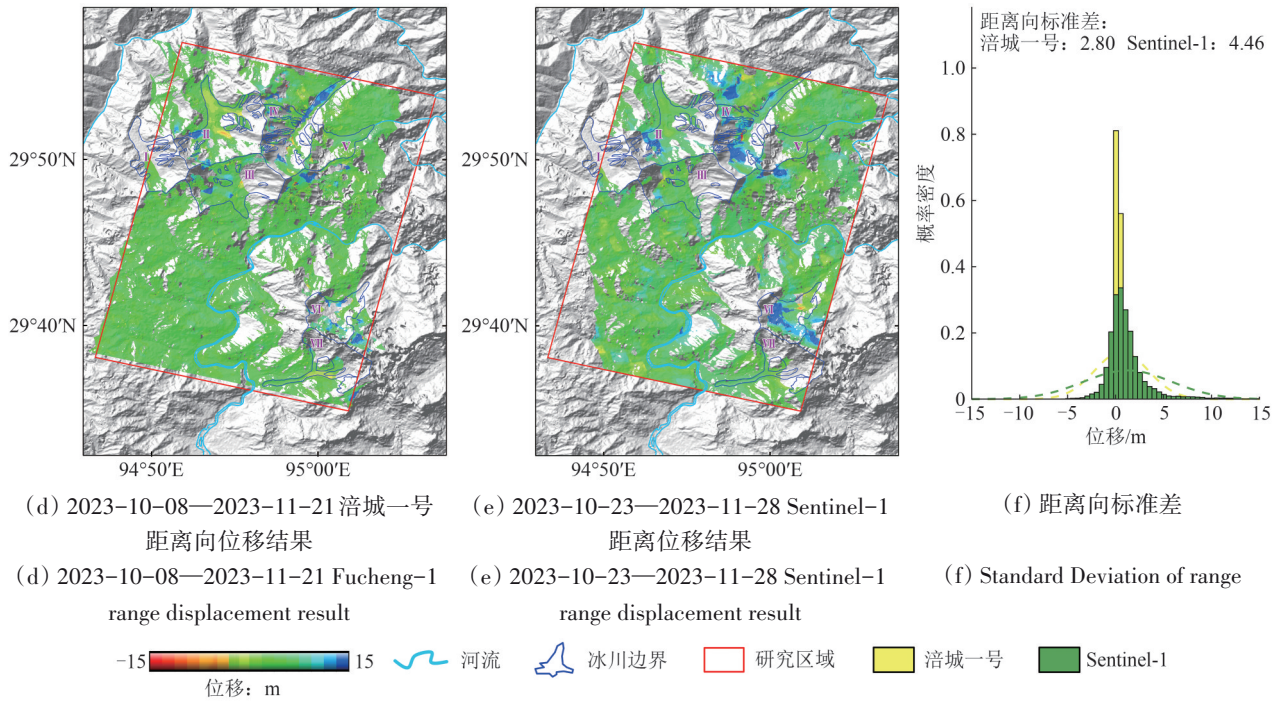 距离向标准差：
涪城一号：2.80 Sentinel-1：4.46
1.0
0.8
0.6
0.4
0.2
0
概率密度
−15 −10 −5 0 5 10 15
位移/m
29°50′N
29°40′N
I
II
III
IV
V
VI
VII
94°50′E 95°00′E
I
II
III
IV
V
VI
VII
94°50′E 95°00′E
(d) 2023-10-08—2023-11-21 涪城一号
距离向位移结果
(d) 2023-10-08—2023-11-21 Fucheng-1
range displacement result
(e) 2023-10-23—2023-11-28 Sentinel-1
距离位移结果
(e) 2023-10-23—2023-11-28 Sentinel-1
range displacement result
(f) 距离向标准差
(f) Standard Deviation of range
−15 15
位移：m
河流
冰川边界
研究区域
涪城一号
Sentinel-1